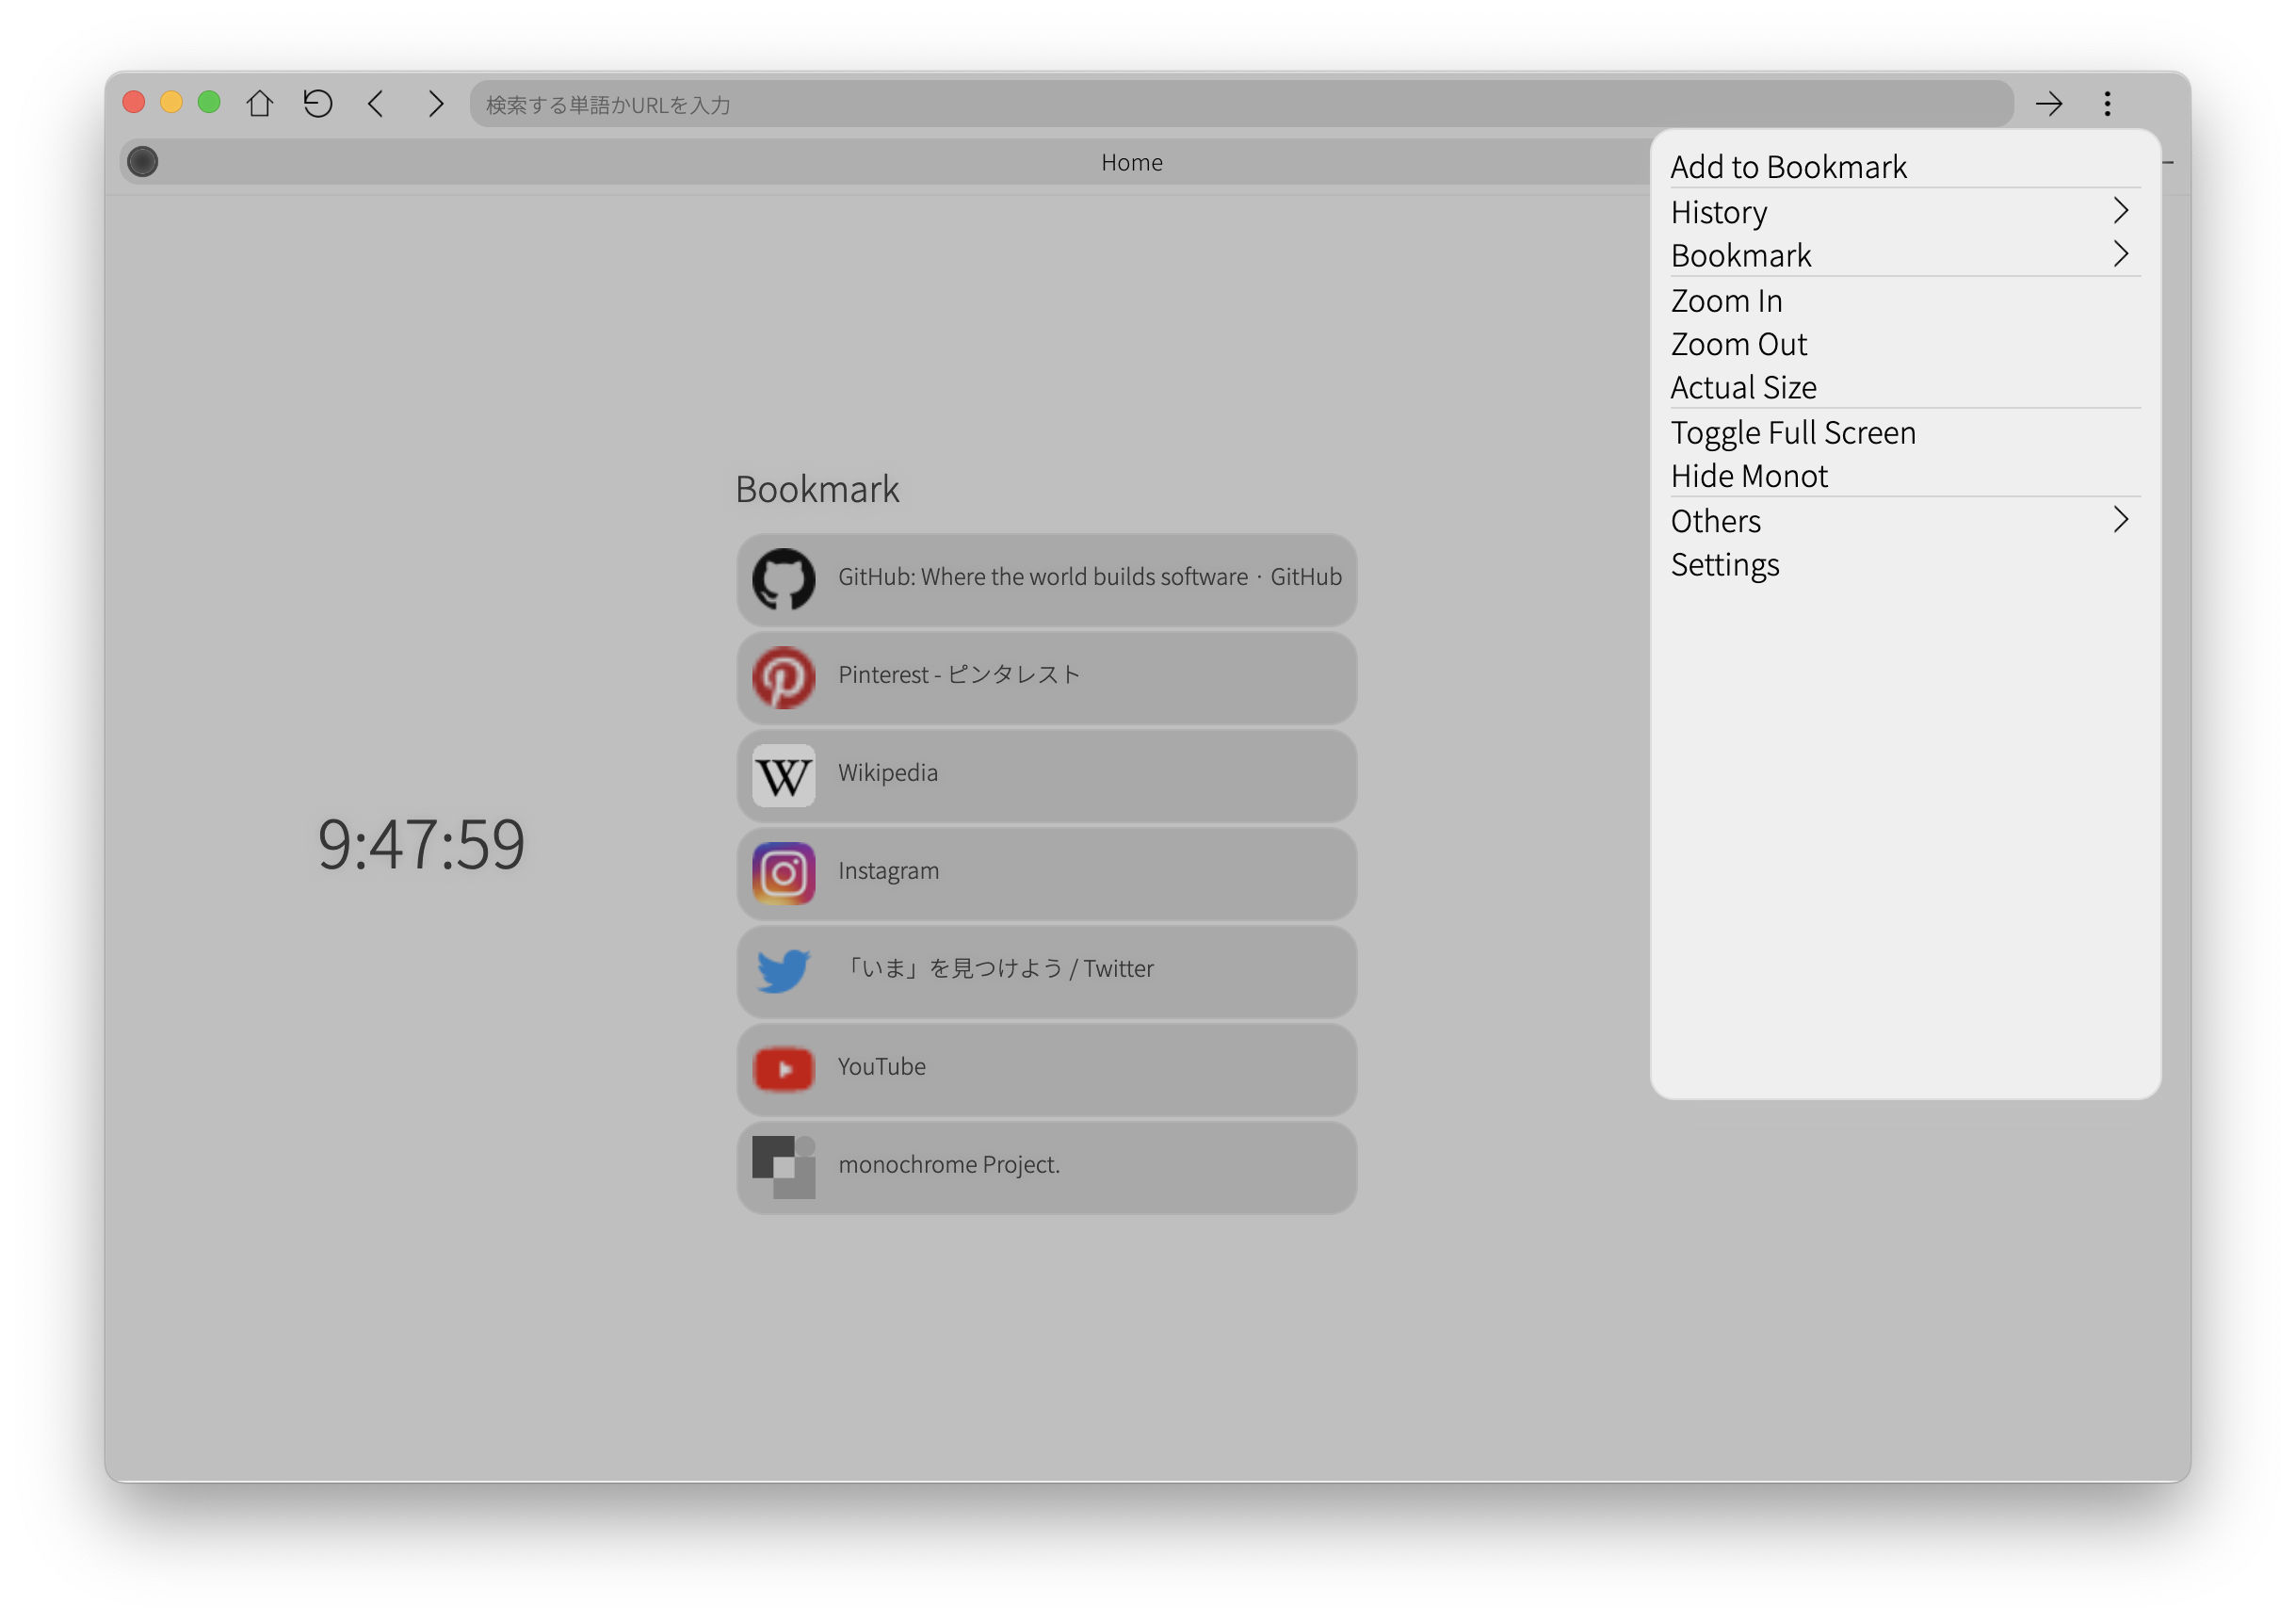 検索する単語かURLを入力
Home
Add to Bookmark
History
Bookmark
Zoom In
Zoom Out
Actual Size
Toggle Full Screen
Hide Monot
Others
Settings
9:47:59
Bookmark
GitHub: Where the world builds software · GitHub
Pinterest - ピンタレスト
W
Wikipedia
Instagram
「いま」を見つけよう / Twitter
YouTube
monochrome Project.